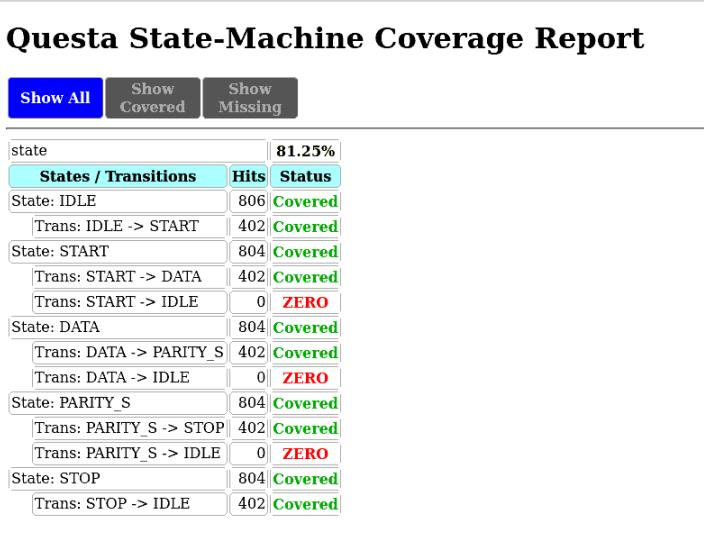 Questa State-Machine Coverage Report
Show All
Show Covered
Show Missing
state 81.25%
States / Transitions Hits Status
State: IDLE 806 Covered
Trans: IDLE -> START 402 Covered
State: START 804 Covered
Trans: START -> DATA 402 Covered
Trans: START -> IDLE 0 ZERO
State: DATA 804 Covered
Trans: DATA -> PARITY_S 402 Covered
Trans: DATA -> IDLE 0 ZERO
State: PARITY_S 804 Covered
Trans: PARITY_S -> STOP 402 Covered
Trans: PARITY_S -> IDLE 0 ZERO
State: STOP 804 Covered
Trans: STOP -> IDLE 402 Covered